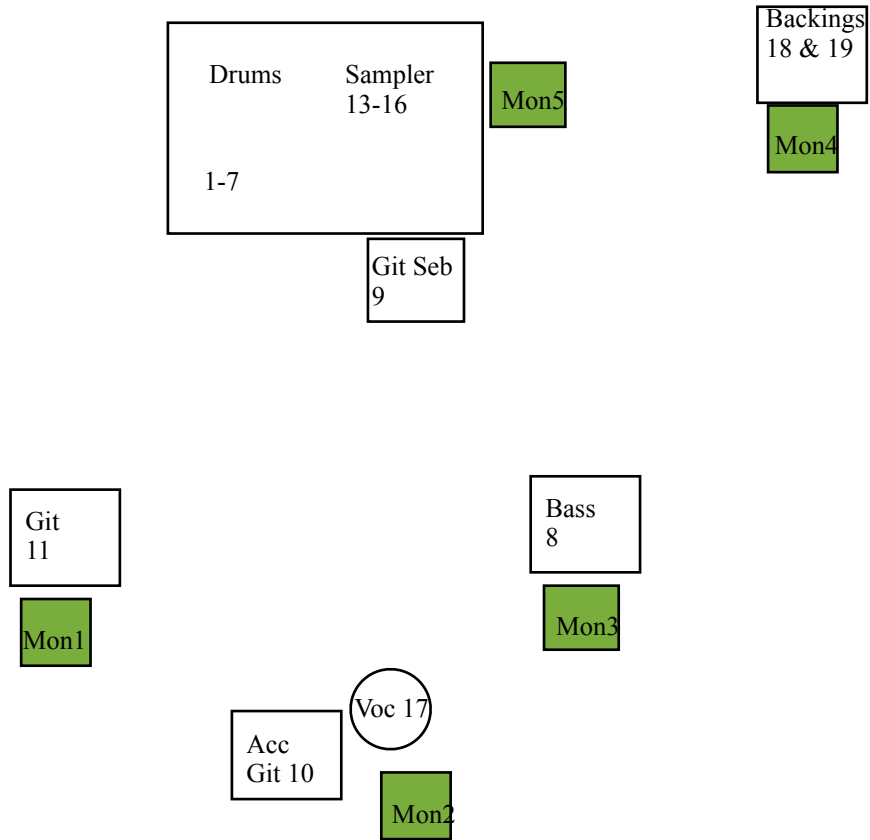 Drums
Sampler
13-16
1-7
Mon5
Backings
18 & 19
Mon4
Git Seb
9
Git
11
Mon1
Bass
8
Mon3
Voc 17
Acc
Git 10
Mon2